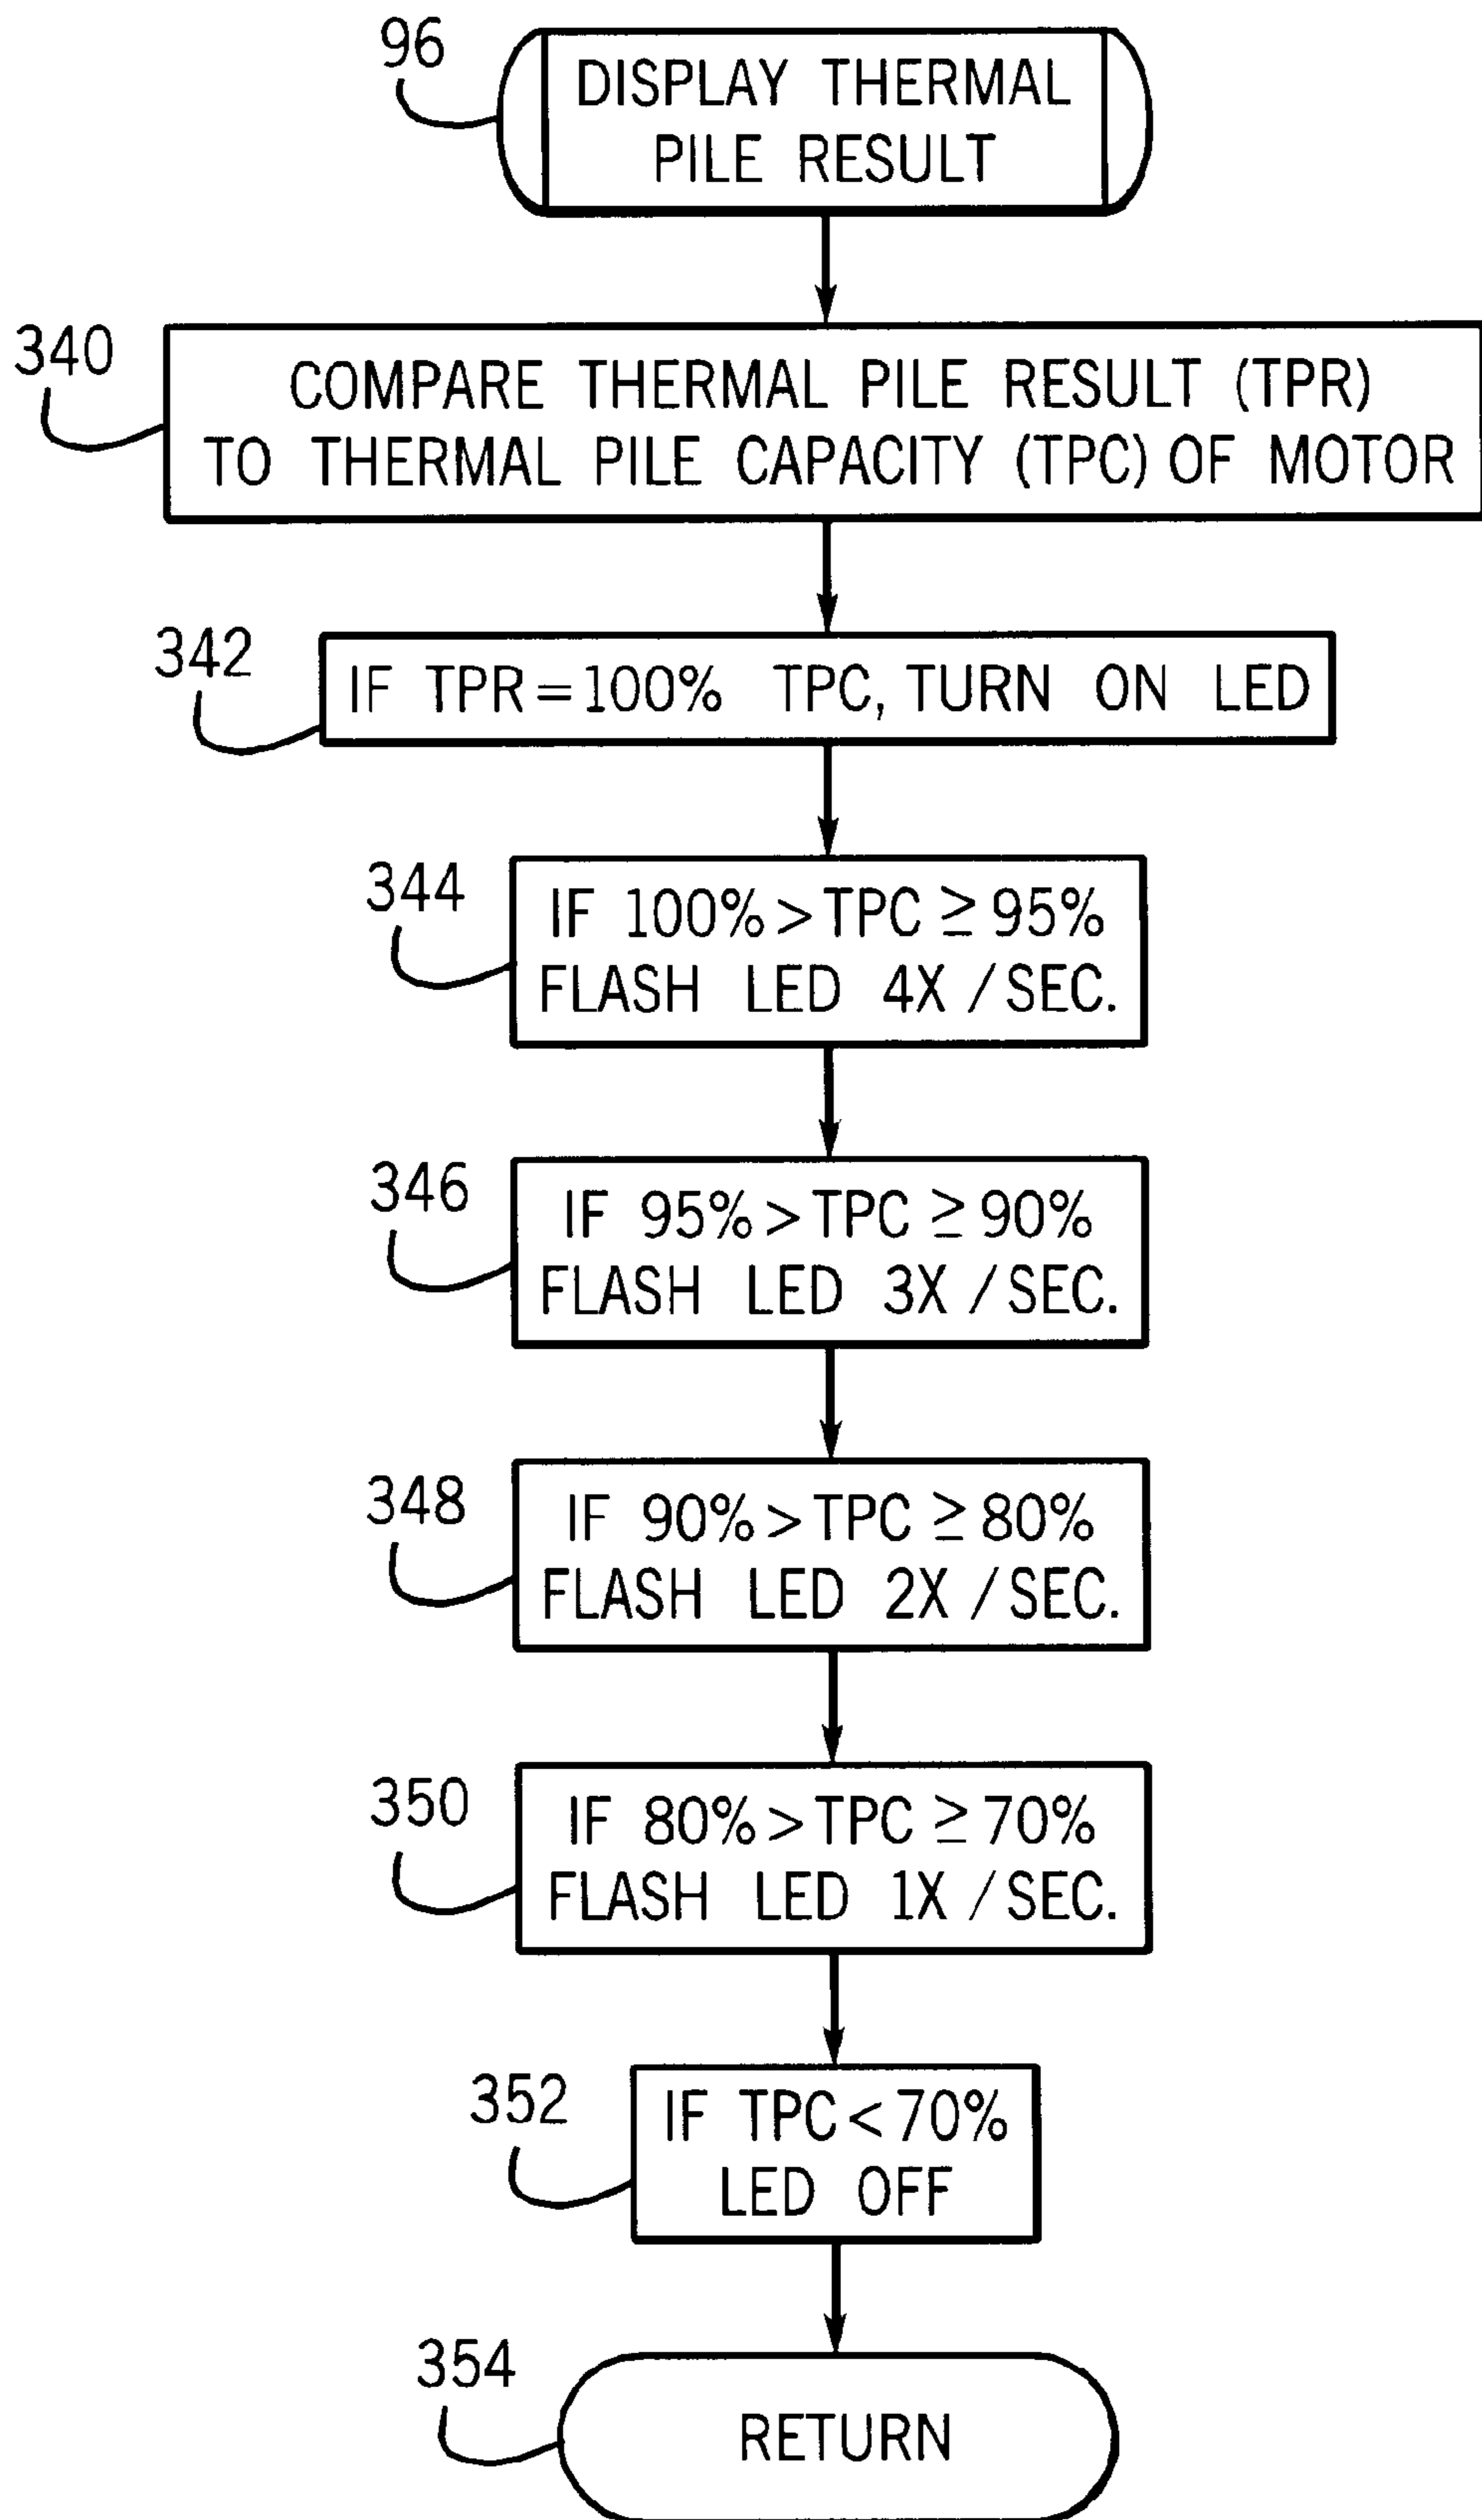 96
DISPLAY THERMAL
PILE RESULT
340
COMPARE THERMAL PILE RESULT (TPR)
TO THERMAL PILE CAPACITY (TPC) OF MOTOR
342
IF TPR=100% TPC, TURN ON LED
344
IF 100%>TPC≥95%
FLASH LED 4X/SEC.
346
IF 95%>TPC≥90%
FLASH LED 3X/SEC.
348
IF 90%>TPC≥80%
FLASH LED 2X/SEC.
350
IF 80%>TPC≥70%
FLASH LED 1X/SEC.
352
IF TPC<70%
LED OFF
354
RETURN